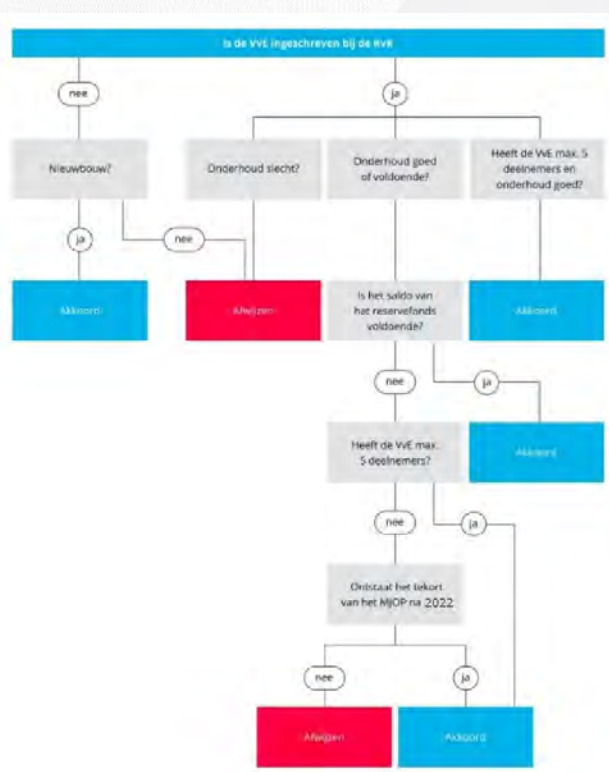 Is de VVE ingeschreven bij de KVK
nee
ja
Nieuwbouw?
Onderhoud slecht?
Onderhoud goed
of voldoende?
Heeft de VvE max. 5
deelnemers en
onderhoud goed?
ja
nee
Akkoord
Afwijzen
Is het saldo van
het reservefonds
voldoende?
Akkoord
nee
ja
Heeft de VvE max.
5 deelnemers?
Akkoord
nee
ja
Ontstaat het tekort
van het MJOP na 2022
nee
ja
Afwijzen
Akkoord